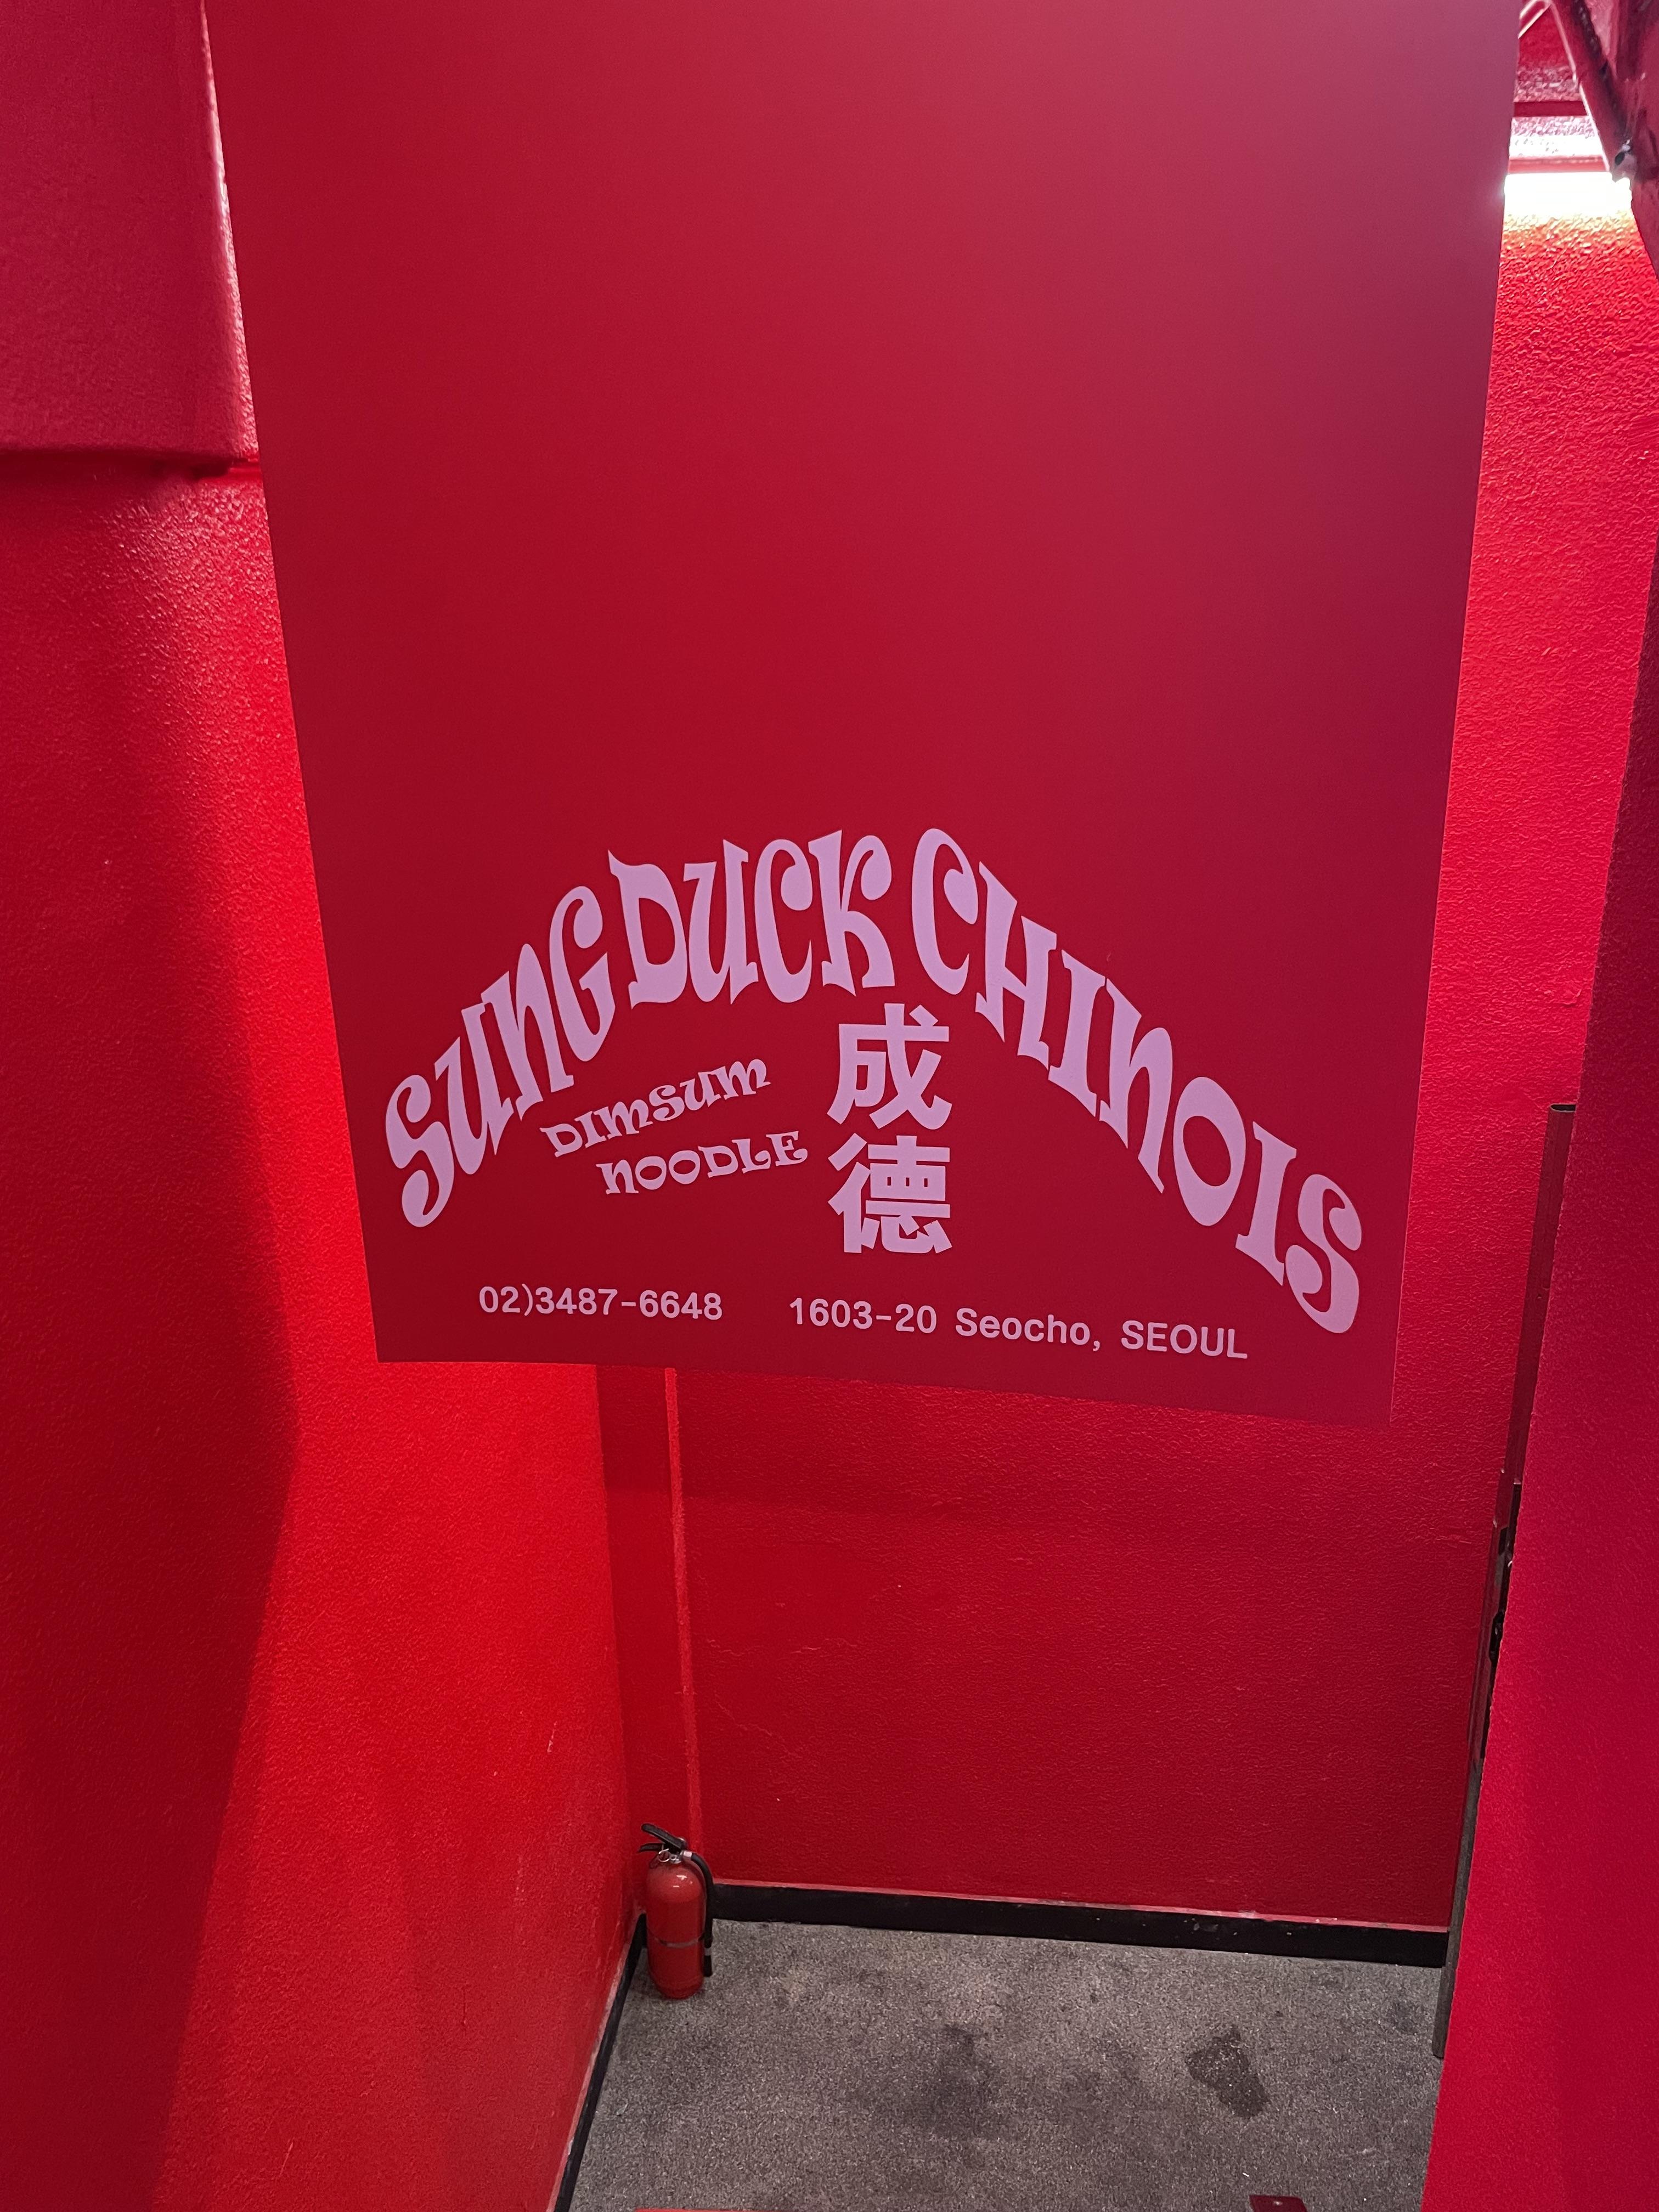 SUNG DUCK CHINOIS
DIMSUM
NOODLE
成德
02)3487-6648
1603-20 Seocho, SEOUL